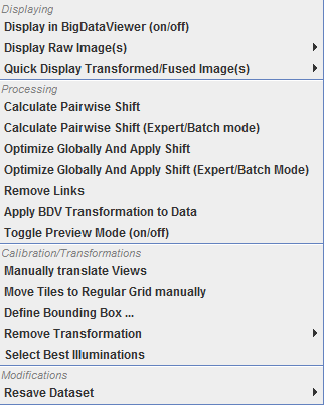 Displaying
Display in BigDataViewer (on/off)
Display Raw Image(s)
Quick Display Transformed/Fused Image(s)
Processing
Calculate Pairwise Shift
Calculate Pairwise Shift (Expert/Batch mode)
Optimize Globally And Apply Shift
Optimize Globally And Apply Shift (Expert/Batch Mode)
Remove Links
Apply BDV Transformation to Data
Toggle Preview Mode (on/off)
Calibration/Transformations
Manually translate Views
Move Tiles to Regular Grid manually
Define Bounding Box ...
Remove Transformation
Select Best Illuminations
Modifications
Resave Dataset